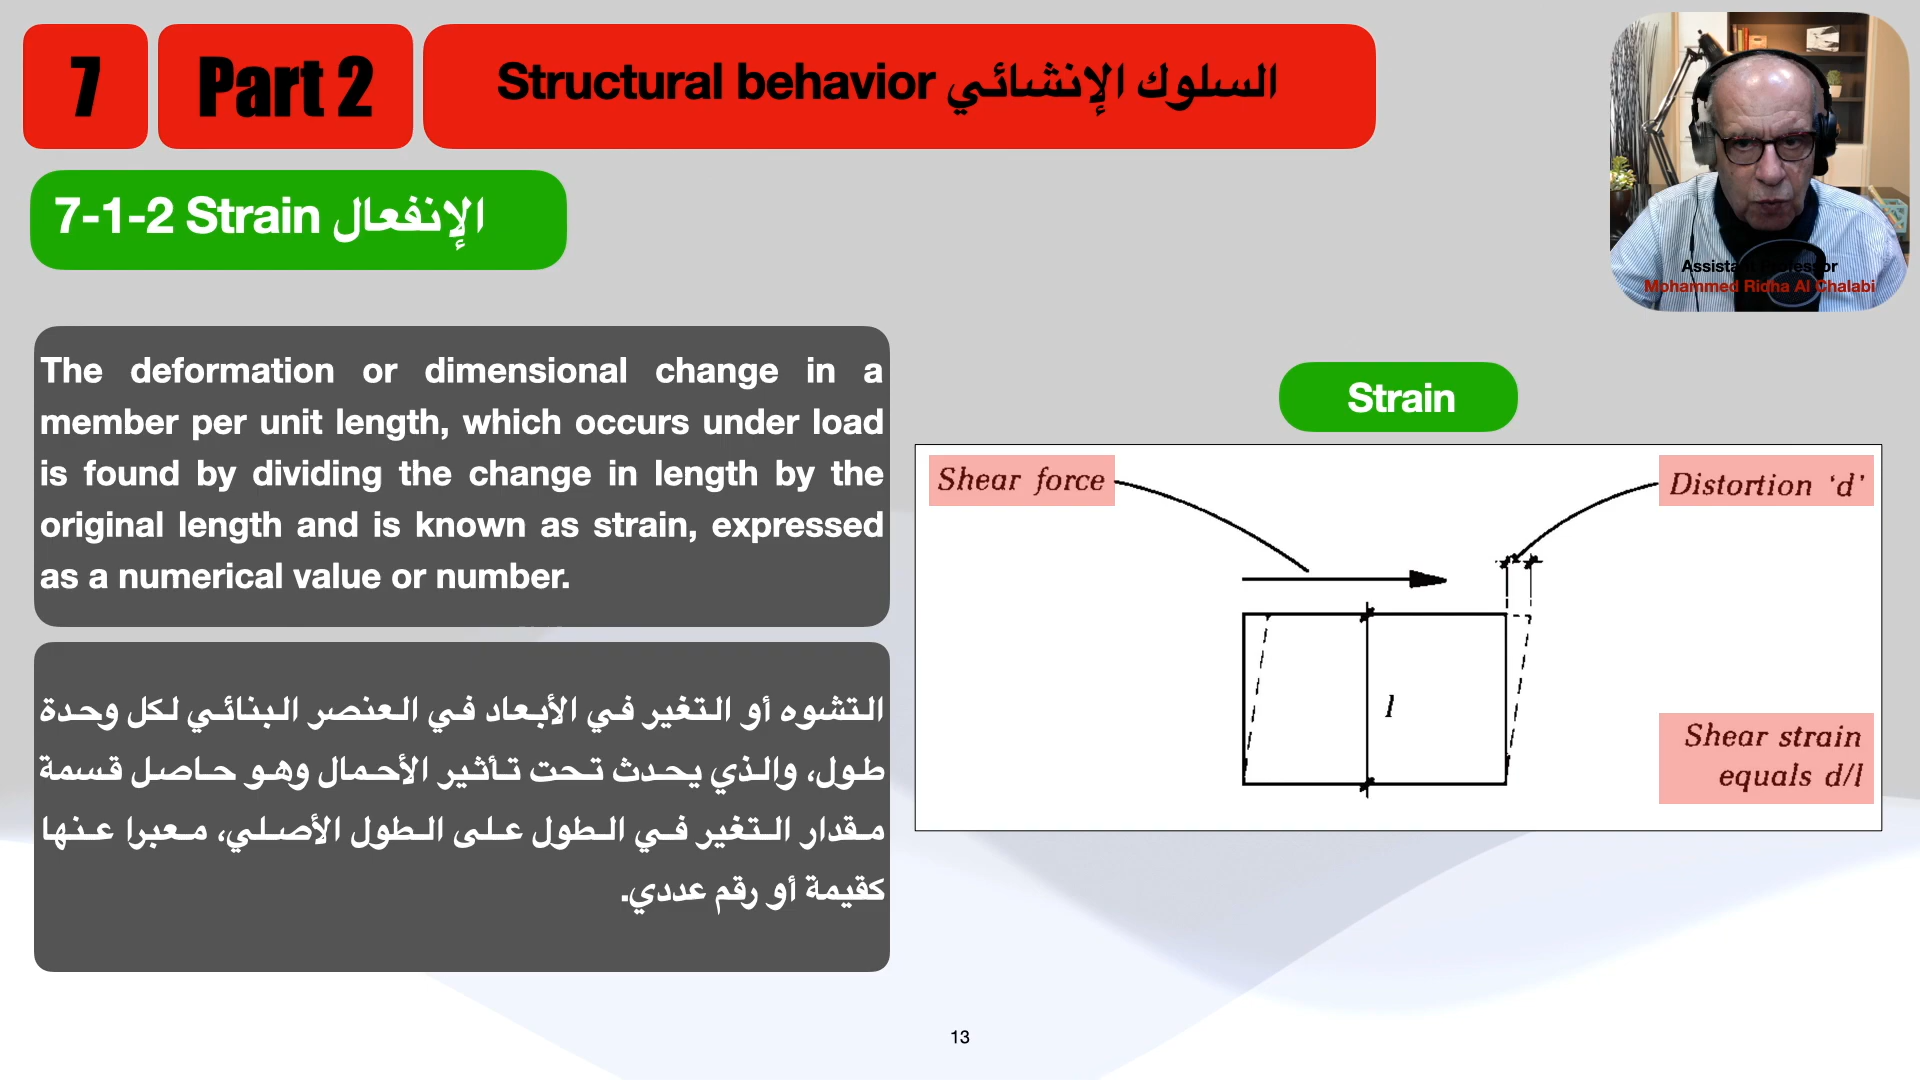 7
Part 2
Structural behavior السلوك الإنشائي
Assistant Professor
Mohammed Ridha Al Chalabi
7-1-2 Strain الإنفعال
The deformation or dimensional change in a
member per unit length, which occurs under load
is found by dividing the change in length by the
original length and is known as strain, expressed
as a numerical value or number.
التشوه أو التغير في الأبعاد في العنصر البنائي لكل وحدة
طول، والذي يحدث تحت تأثير الأحمال وهو حاصل قسمة
مقدار التغير في الطول على الطول الأصلي، معبرا عنها
كقيمة أو رقم عددي.
Strain
Shear force
Distortion ‘d’
l
Shear strain
equals d/l
13